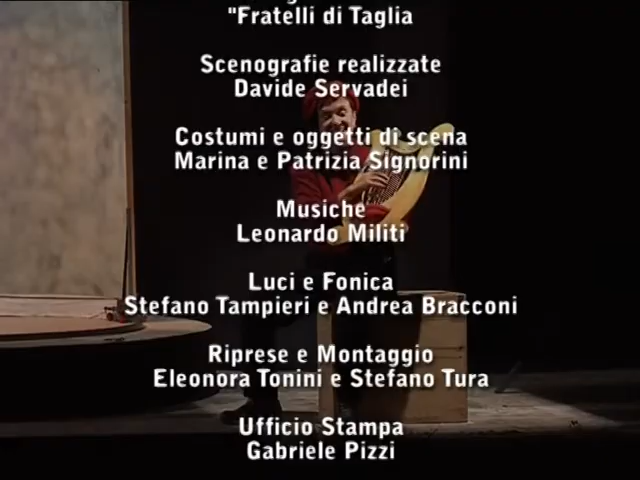 "Fratelli di Taglia
Scenografie realizzate
Davide Servadei
Costumi e oggetti di scena
Marina e Patrizia Signorini
Musiche
Leonardo Militi
Luci e Fonica
Stefano Tampieri e Andrea Bracconi
Riprese e Montaggio
Eleonora Tonini e Stefano Tura
Ufficio Stampa
Gabriele Pizzi